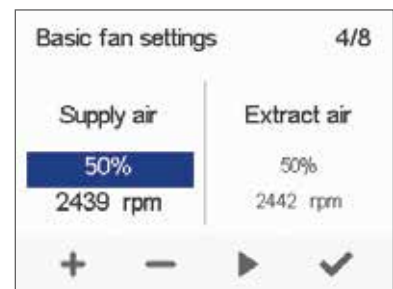 Basic fan settings 4/8
Supply air Extract air
50% 50%
2439 rpm 2442 rpm